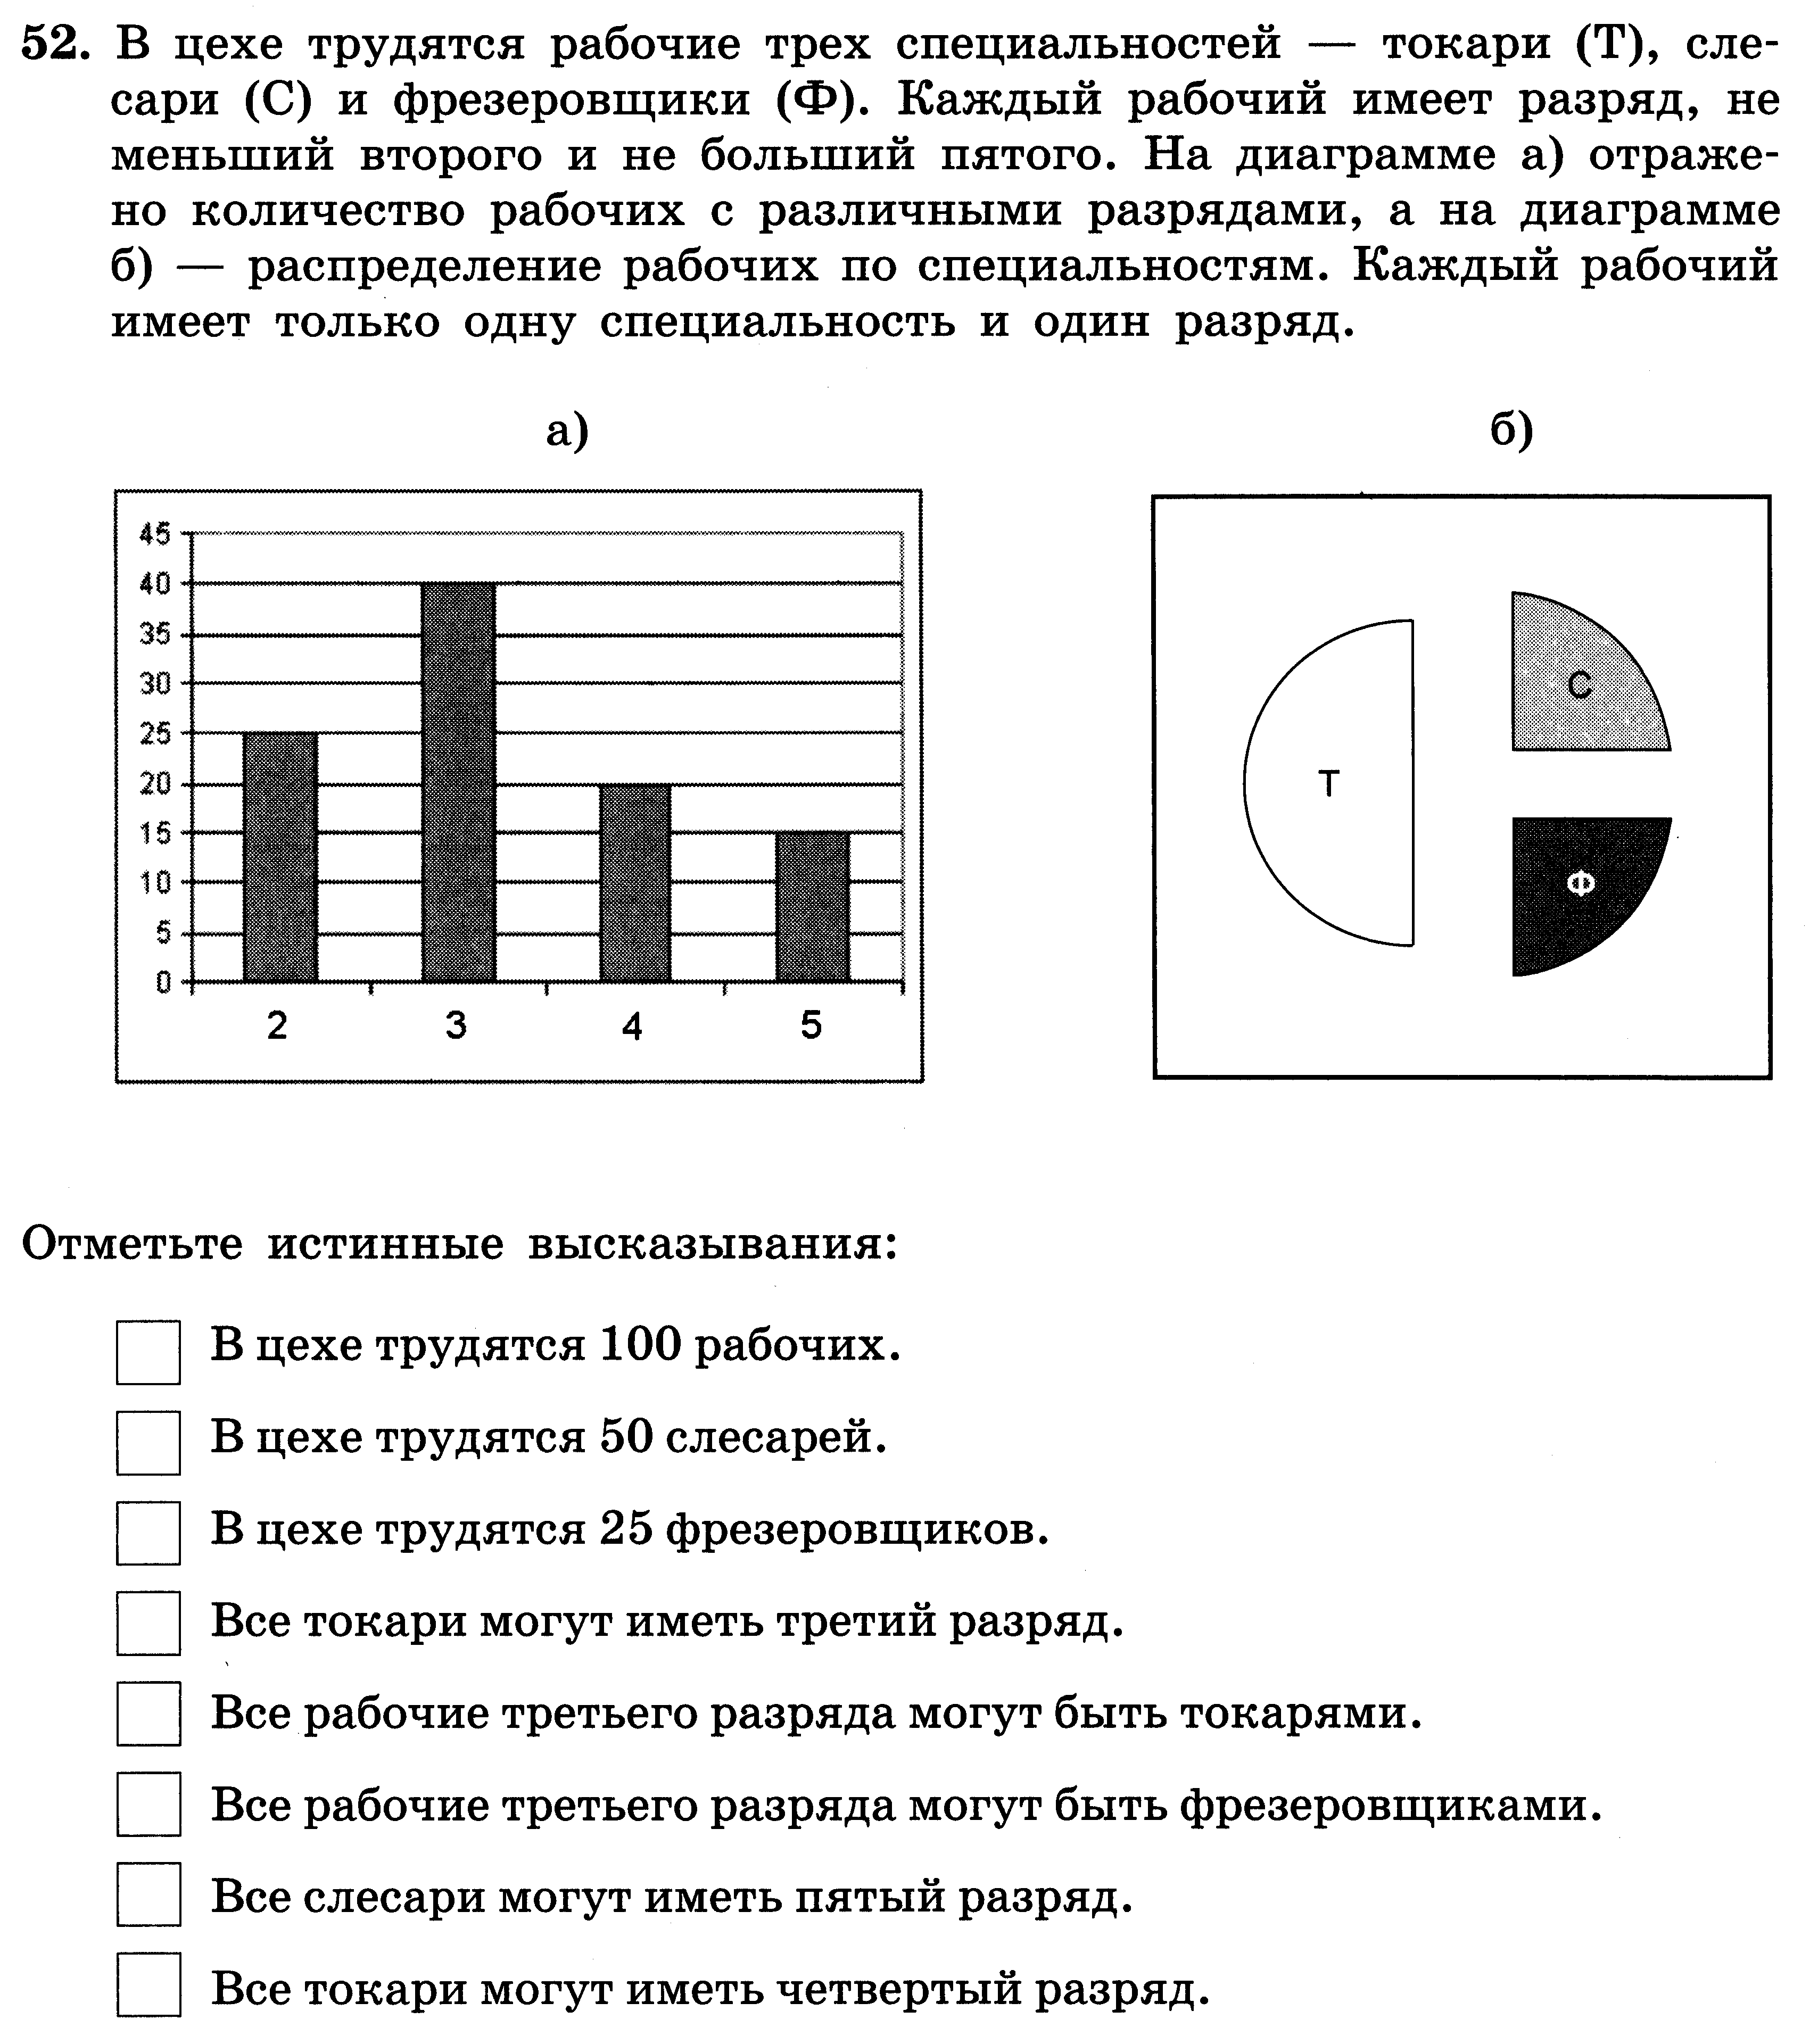 52. В цехе трудятся рабочие трех специальностей — токари (Т), сле-
сари (С) и фрезеровщики (Ф). Каждый рабочий имеет разряд, не
меньший второго и не больший пятого. На диаграмме а) отраже-
но количество рабочих с различными разрядами, а на диаграмме
б) — распределение рабочих по специальностям. Каждый рабочий
имеет только одну специальность и один разряд.
а)
б)
45
40
35
30
25
20
15
10
5
0
2 3 4 5
Т
С
Ф
Отметьте истинные высказывания:
В цехе трудятся 100 рабочих.
В цехе трудятся 50 слесарей.
В цехе трудятся 25 фрезеровщиков.
Все токари могут иметь третий разряд.
Все рабочие третьего разряда могут быть токарями.
Все рабочие третьего разряда могут быть фрезеровщиками.
Все слесари могут иметь пятый разряд.
Все токари могут иметь четвертый разряд.